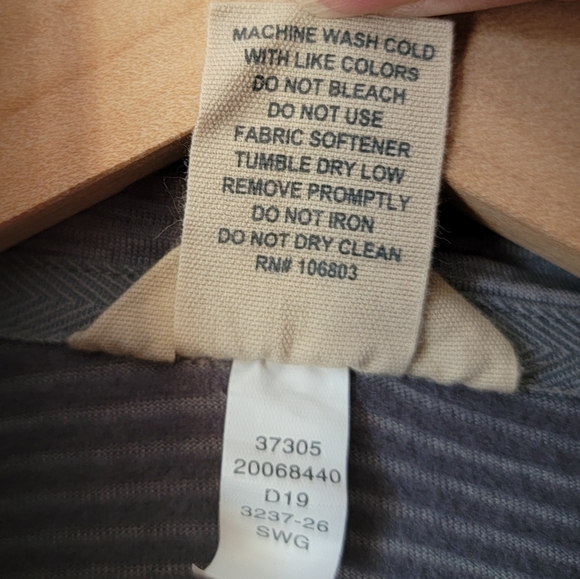 MACHINE WASH COLD
WITH LIKE COLORS
DO NOT BLEACH
DO NOT USE
FABRIC SOFTENER
TUMBLE DRY LOW
REMOVE PROMPTLY
DO NOT IRON
DO NOT DRY CLEAN
RN# 106803
37305
20068440
D19
3237-26
SWG